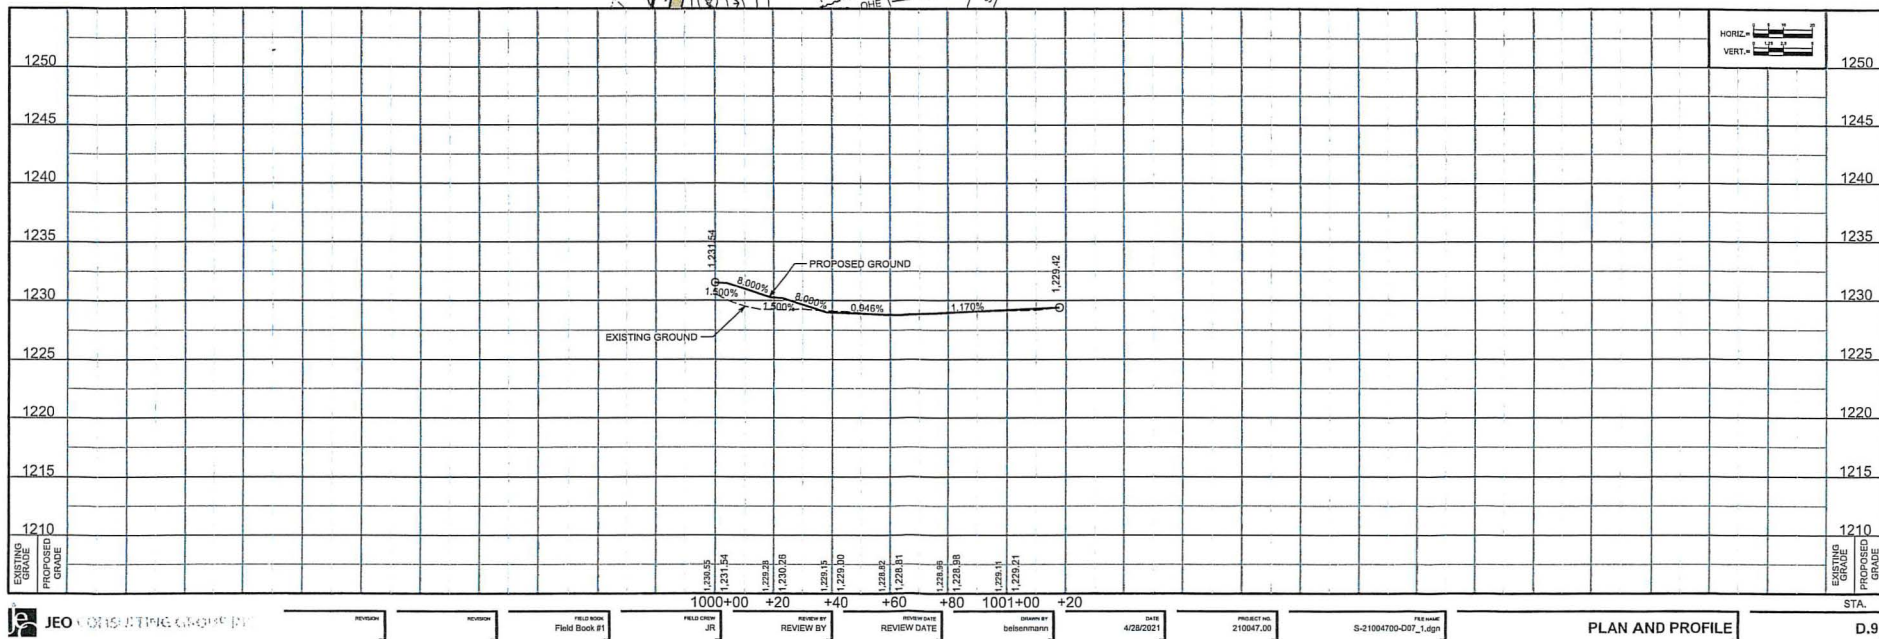 OHE
HORIZ.=
VERT.=
1250 1250
1245 1245
1240 1240
1235 1235
1230 1230
1225 1225
1220 1220
1215 1215
1210 1210
1,231.54
PROPOSED GROUND
1,229.42
8.000%
1.500%
1.500%
8.000%
0.946%
1.170%
EXISTING GROUND
EXISTING GRADE
PROPOSED GRADE
1,230.55
1,231.54
1,229.28
1,230.26
1,229.15
1,229.00
1,228.82
1,228.81
1,228.98
1,228.98
1,229.11
1,229.21
EXISTING GRADE
PROPOSED GRADE
1000+00 +20 +40 +60 +80 1001+00 +20 STA.
JEO CONSULTING GROUP
REVISION
REVISION
FIELD BOOK
Field Book #1
FIELD CREW
JR
REVIEW BY
REVIEW BY
REVIEW DATE
REVIEW DATE
DRAWN BY
beisenmann
DATE
4/28/2021
PROJECT NO.
210047.00
FILE NAME
S-21004700-D07_1.dgn
PLAN AND PROFILE
D.9